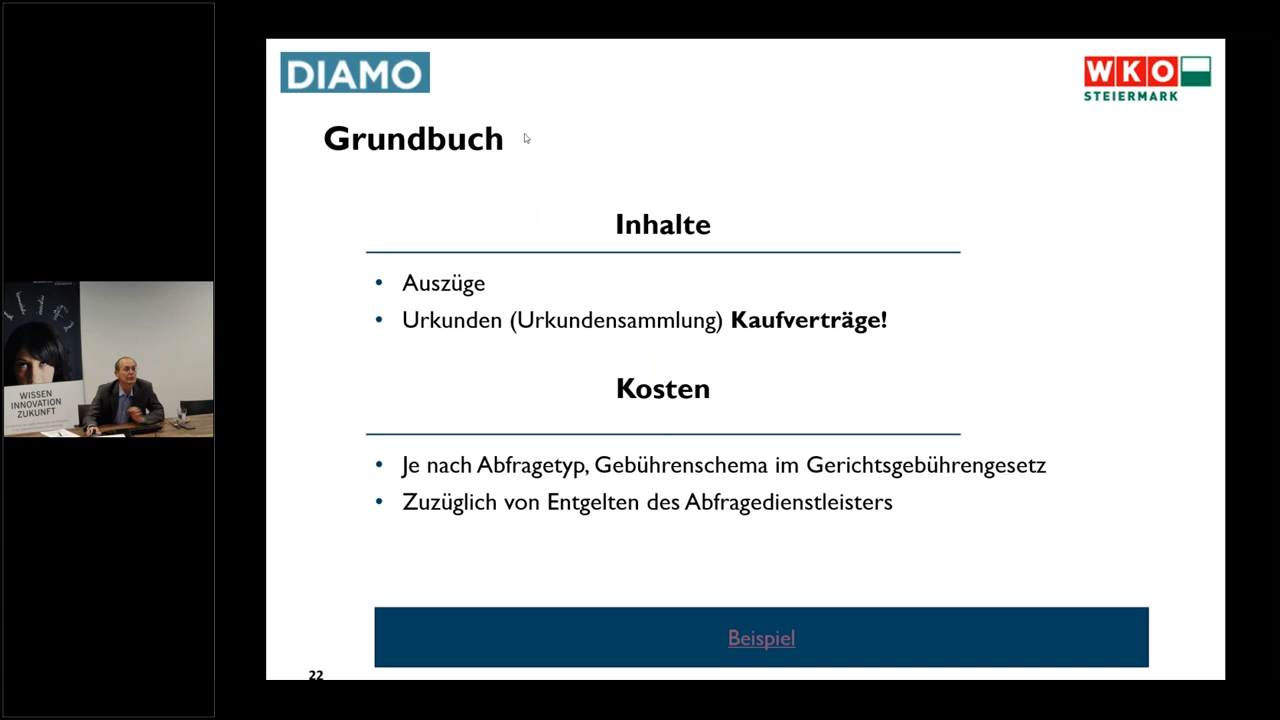 DIAMO
WKO
STEIERMARK
Grundbuch
Inhalte
• Auszüge
• Urkunden (Urkundensammlung) Kaufverträge!
Kosten
• Je nach Abfragetyp, Gebührenschema im Gerichtsgebührengesetz
• Zuzüglich von Entgelten des Abfragedienstleisters
Beispiel
22
WISSEN
INNOVATION
ZUKUNFT